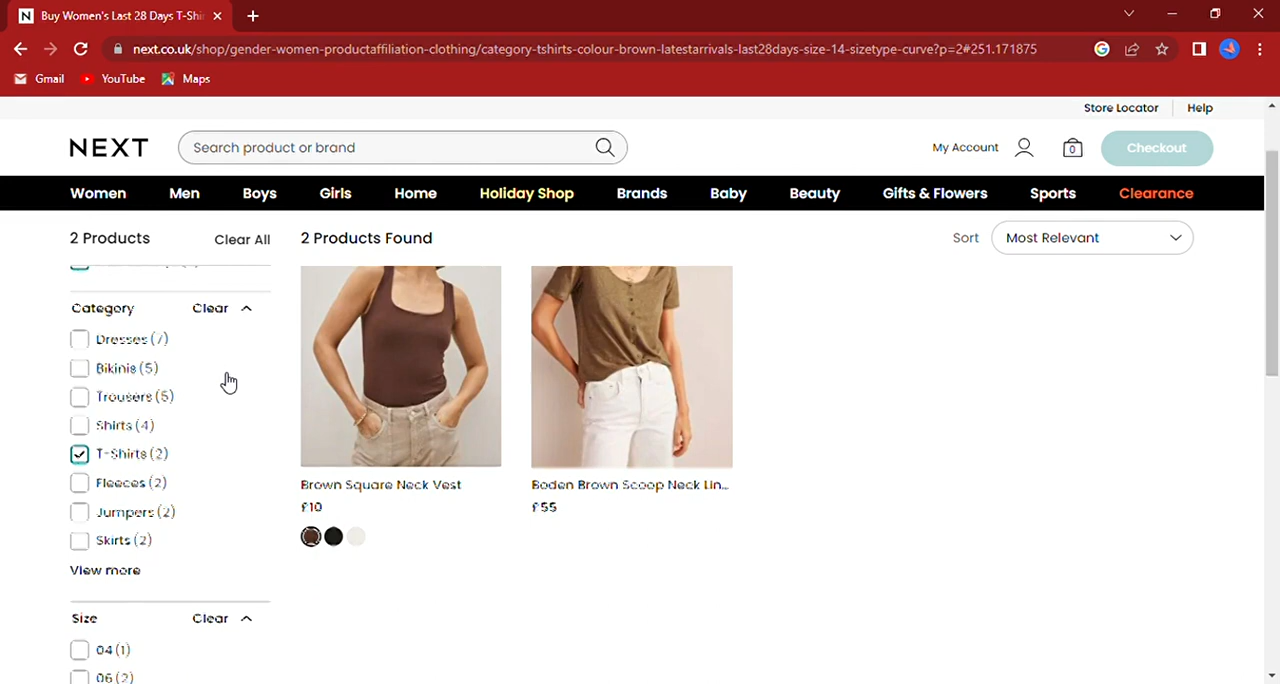 N Buy Women's Last 28 Days T-Shi
next.co.uk/shop/gender-women-productaffiliation-clothing/category-tshirts-colour-brown-latestarrivals-last28days-size-14-sizetype-curve?p=2#251.171875
Gmail YouTube Maps
Store Locator Help
NEXT Search product or brand My Account 0 Checkout
Women Men Boys Girls Home Holiday Shop Brands Baby Beauty Gifts & Flowers Sports Clearance
2 Products Clear All 2 Products Found Sort Most Relevant
Category Clear
Dresses (7)
Bikinis (5)
Trousers (5)
Shirts (4)
T-Shirts (2)
Fleeces (2)
Jumpers (2)
Skirts (2)
View more
Size Clear
04 (1)
06 (2)
Brown Square Neck Vest
£10
Boden Brown Scoop Neck Lin...
£55